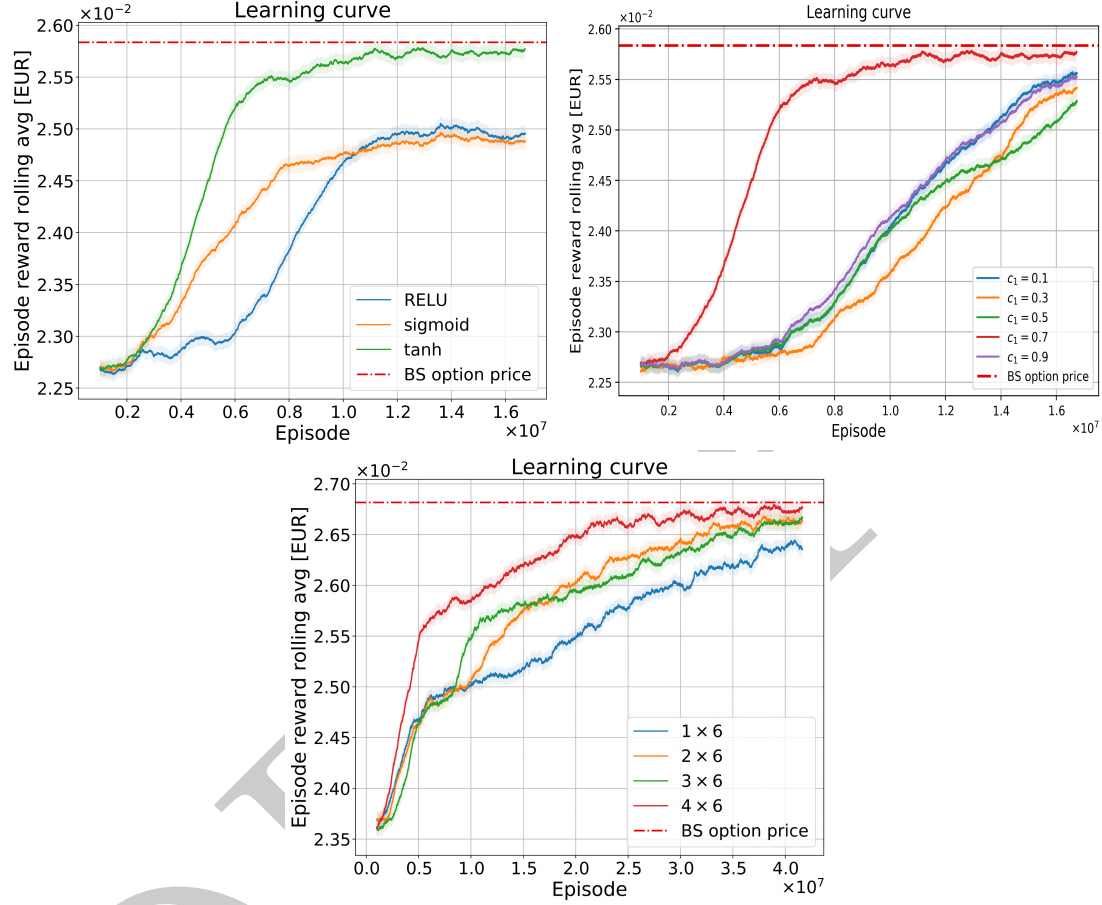 Learning curve
×10⁻²
Episode reward rolling avg [EUR]
2.60
2.55
2.50
2.45
2.40
2.35
2.30
2.25
RELU
sigmoid
tanh
BS option price
0.2 0.4 0.6 0.8 1.0 1.2 1.4 1.6
×10⁷
Episode
Learning curve
×10⁻²
Episode reward rolling avg [EUR]
2.60
2.55
2.50
2.45
2.40
2.35
2.30
2.25
c₁ = 0.1
c₁ = 0.3
c₁ = 0.5
c₁ = 0.7
c₁ = 0.9
BS option price
0.2 0.4 0.6 0.8 1.0 1.2 1.4 1.6
×10⁷
Episode
Learning curve
×10⁻²
Episode reward rolling avg [EUR]
2.70
2.65
2.60
2.55
2.50
2.45
2.40
2.35
1 × 6
2 × 6
3 × 6
4 × 6
BS option price
0.0 0.5 1.0 1.5 2.0 2.5 3.0 3.5 4.0
×10⁷
Episode